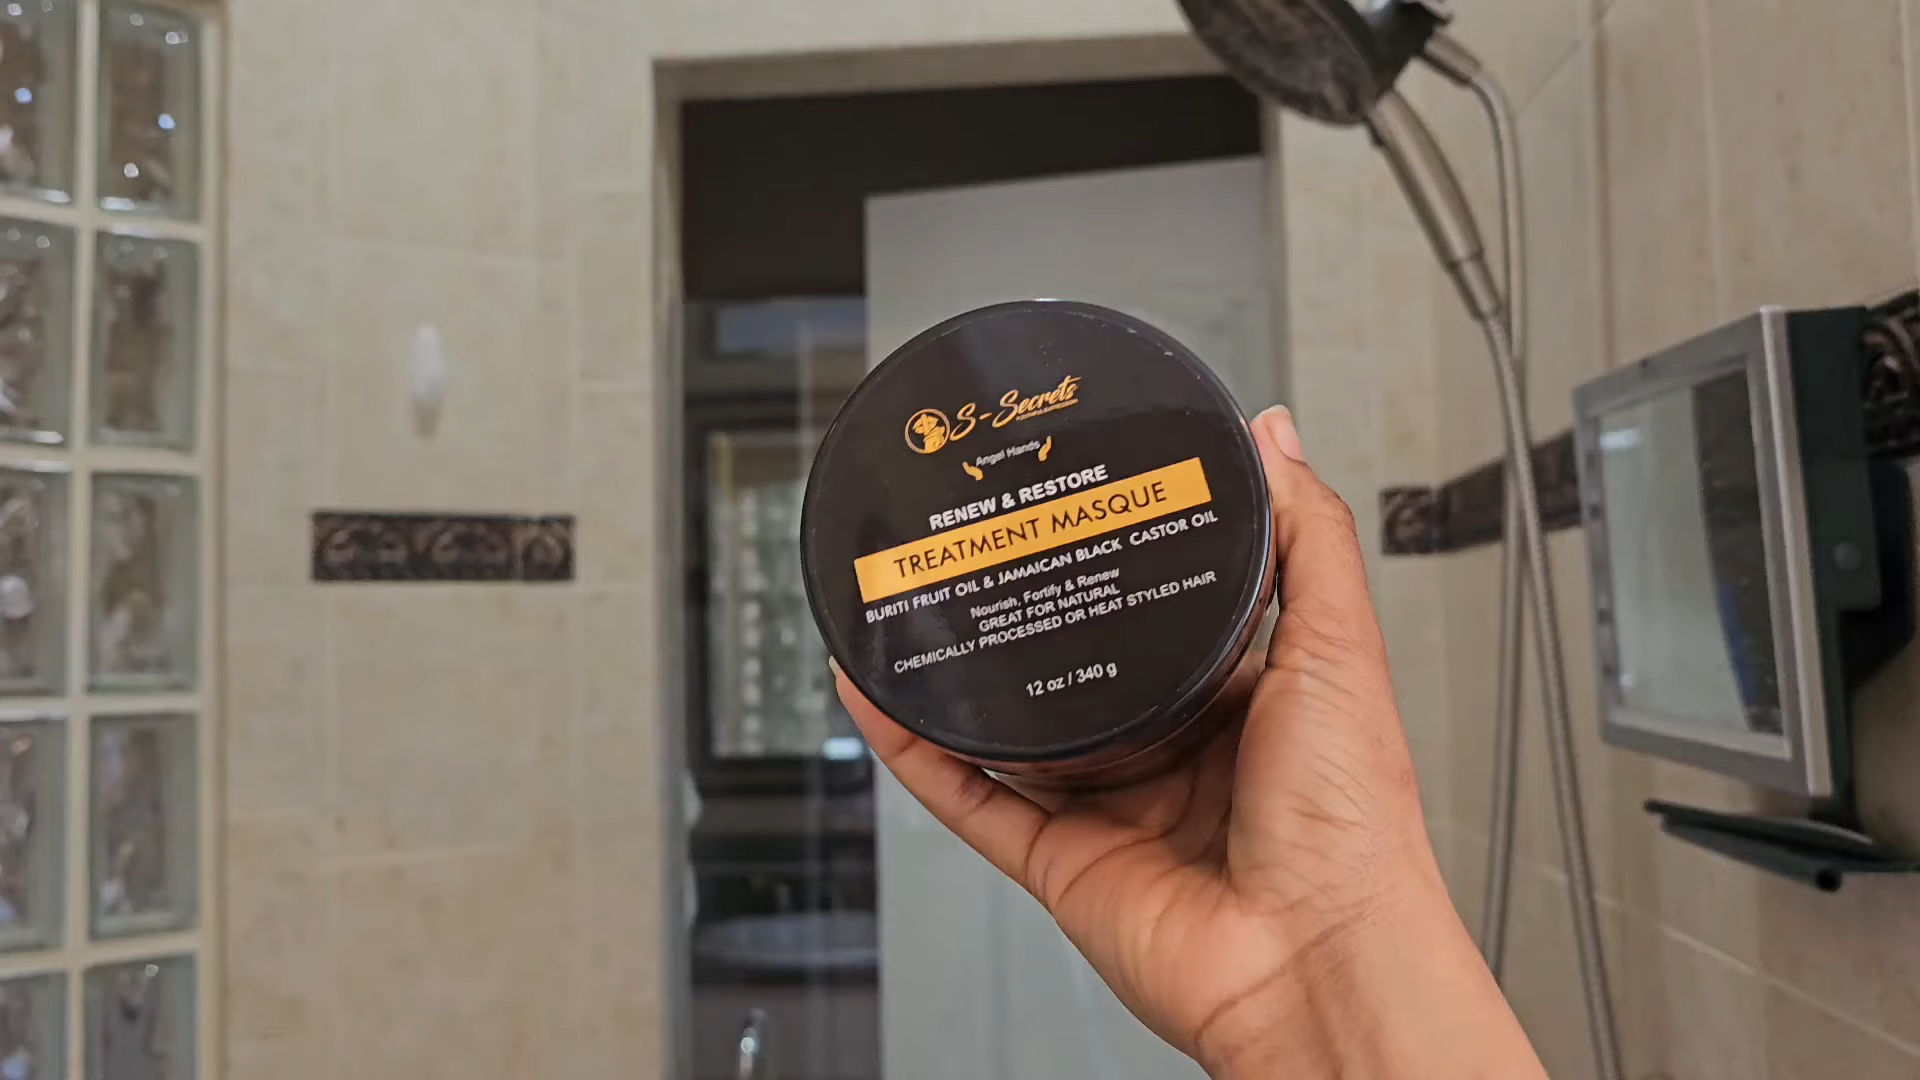 S-Secrets
Angel Hands
RENEW & RESTORE
TREATMENT MASQUE
BURITI FRUIT OIL & JAMAICAN BLACK CASTOR OIL
Nourish, Fortify & Renew
GREAT FOR NATURAL
CHEMICALLY PROCESSED OR HEAT STYLED HAIR
12 oz / 340 g